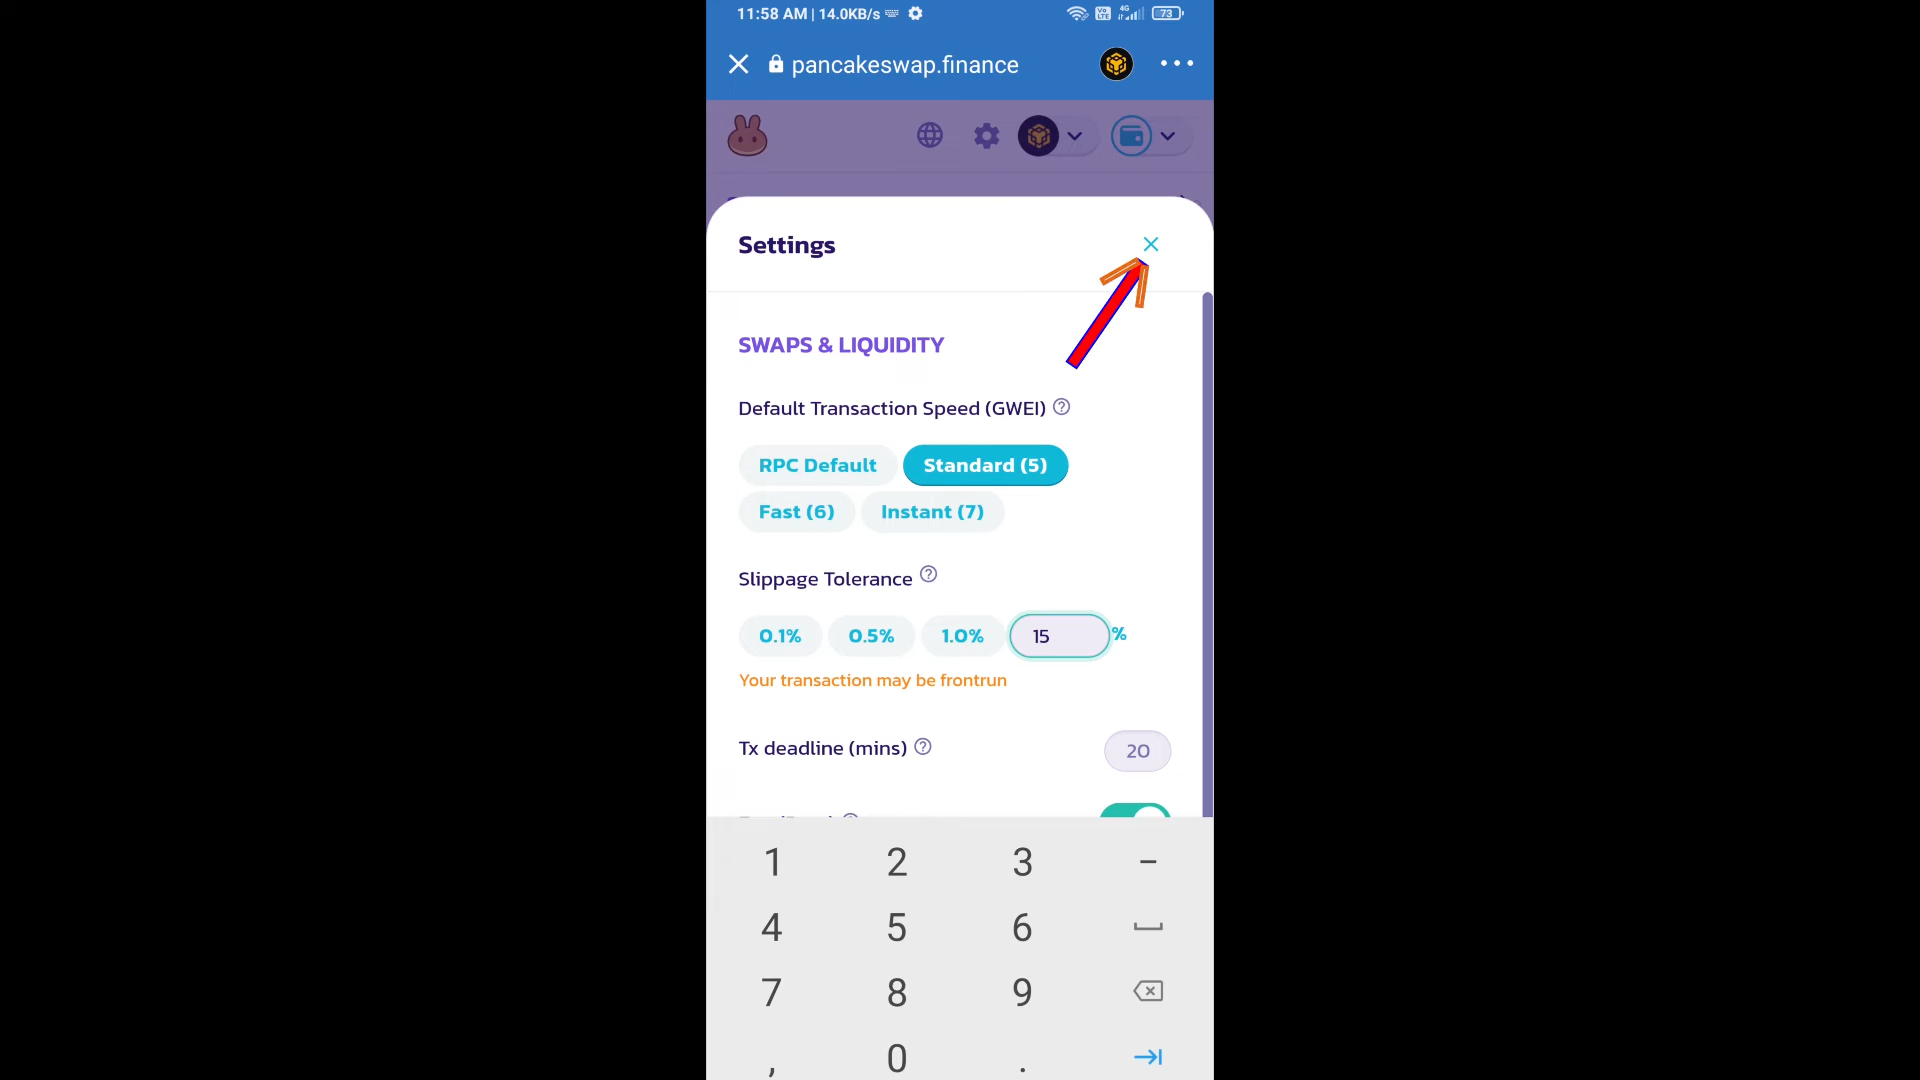 11:58 AM | 14.0KB/s 4G 73
pancakeswap.finance
Settings
SWAPS & LIQUIDITY
Default Transaction Speed (GWEI)
RPC Default Standard (5)
Fast (6) Instant (7)
Slippage Tolerance
0.1% 0.5% 1.0% 15 %
Your transaction may be frontrun
Tx deadline (mins) 20
1 2 3 -
4 5 6
7 8 9
, 0 .